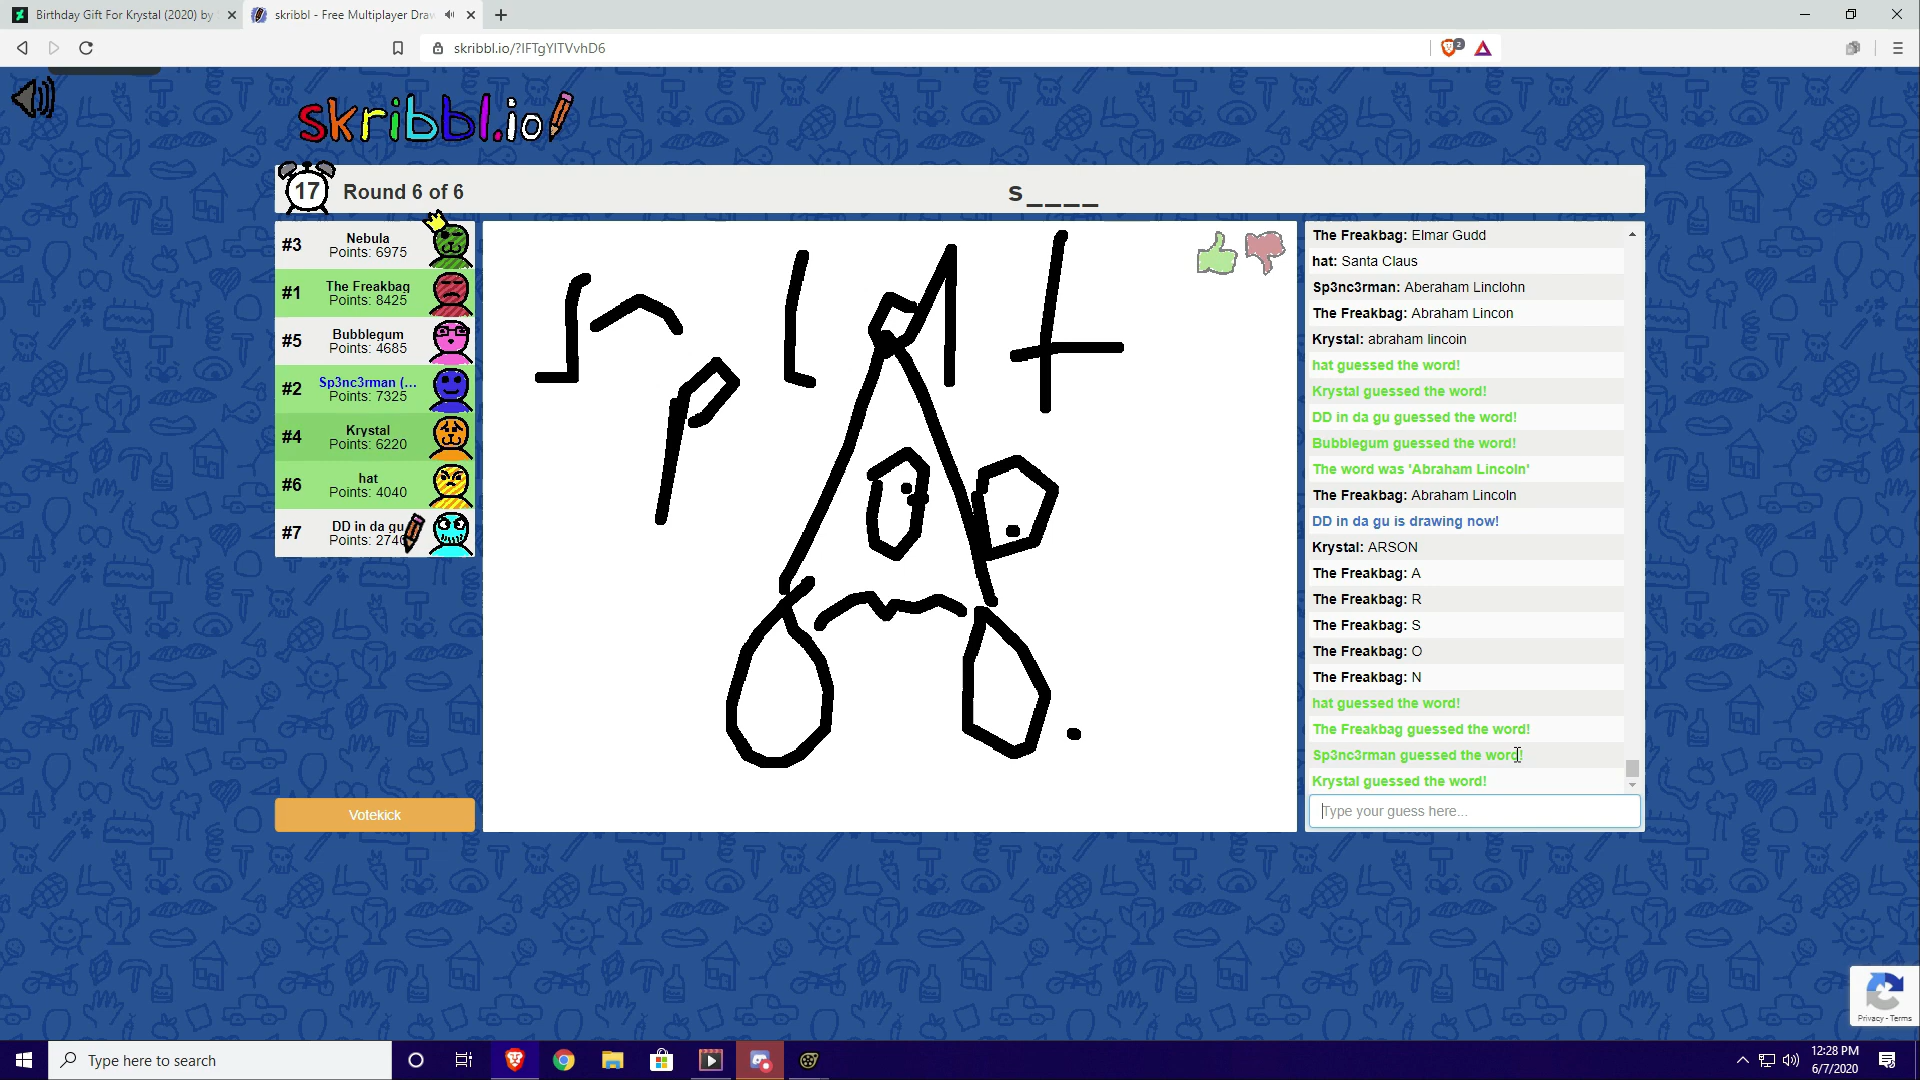 Birthday Gift For Krystal (2020) by
skribbl - Free Multiplayer Draw
skribbl.io/?IFTgYlTVvhD6
2
skribbl.io
17
Round 6 of 6
s____
#3
Nebula
Points: 6975
#1
The Freakbag
Points: 8425
#5
Bubblegum
Points: 4685
#2
Sp3nc3rman (...
Points: 7325
#4
Krystal
Points: 6220
#6
hat
Points: 4040
#7
DD in da gu
Points: 2740
Votekick
The Freakbag: Elmar Gudd
hat: Santa Claus
Sp3nc3rman: Aberaham Linclohn
The Freakbag: Abraham Lincon
Krystal: abraham lincoin
hat guessed the word!
Krystal guessed the word!
DD in da gu guessed the word!
Bubblegum guessed the word!
The word was 'Abraham Lincoln'
The Freakbag: Abraham Lincoln
DD in da gu is drawing now!
Krystal: ARSON
The Freakbag: A
The Freakbag: R
The Freakbag: S
The Freakbag: O
The Freakbag: N
hat guessed the word!
The Freakbag guessed the word!
Sp3nc3rman guessed the word!
Krystal guessed the word!
Type your guess here...
Privacy - Terms
Type here to search
12:28 PM
6/7/2020